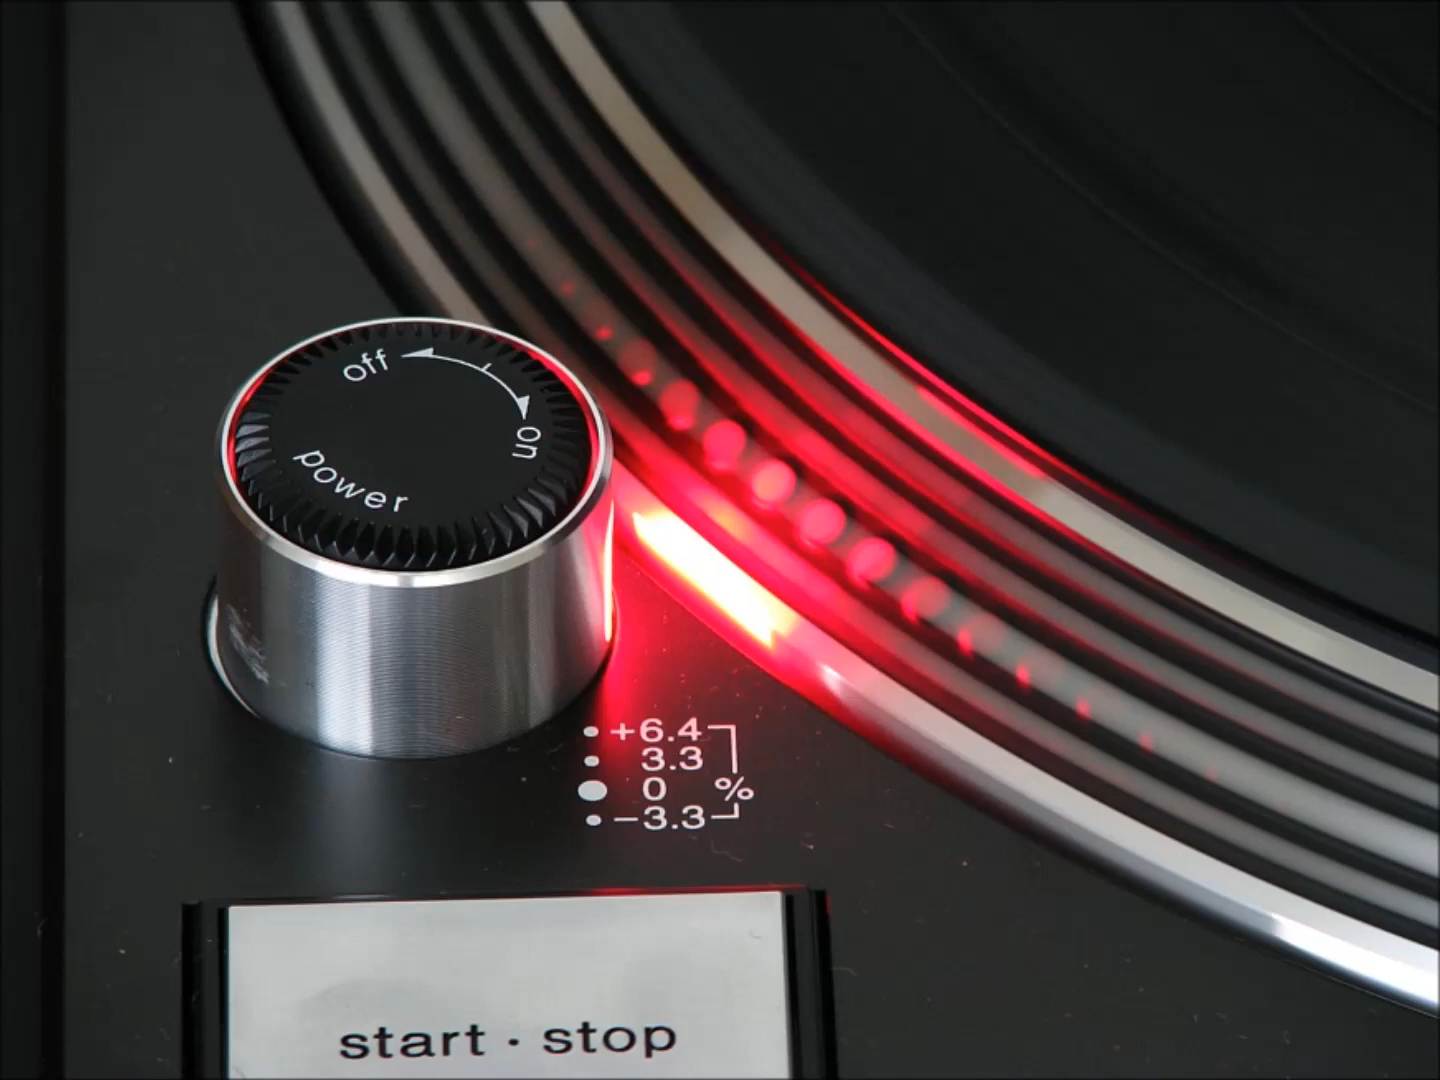 off
on
power
+6.4
3.3
0 %
−3.3
start · stop